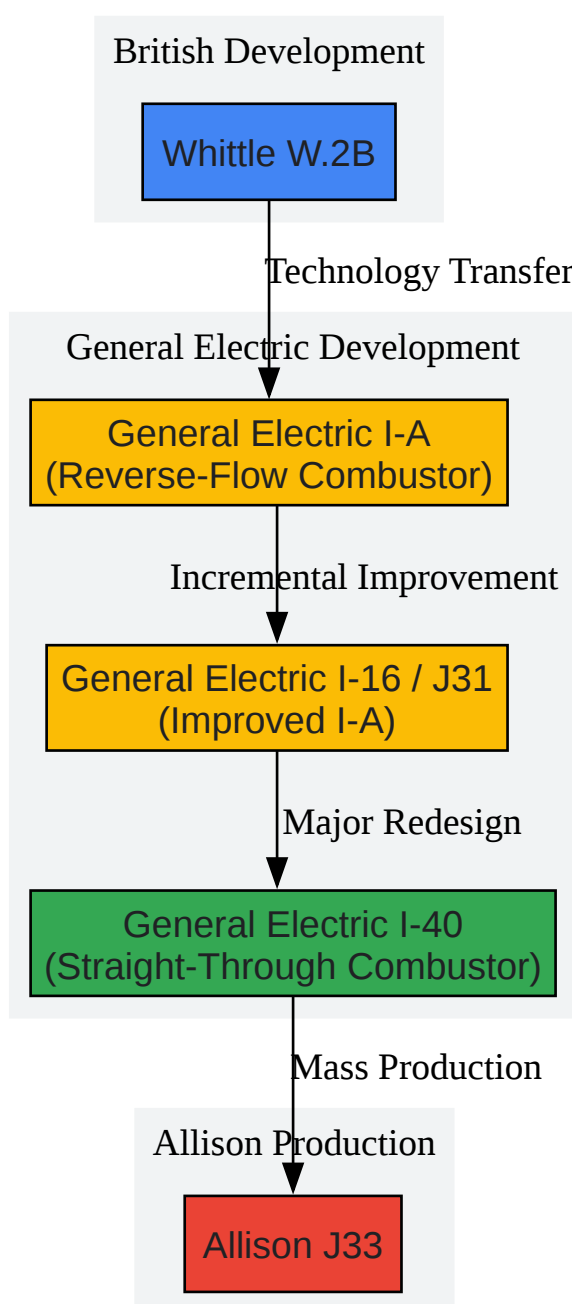 British Development
Whittle W.2B
Technology Transfer
General Electric Development
General Electric I-A
(Reverse-Flow Combustor)
Incremental Improvement
General Electric I-16 / J31
(Improved I-A)
Major Redesign
General Electric I-40
(Straight-Through Combustor)
Mass Production
Allison Production
Allison J33